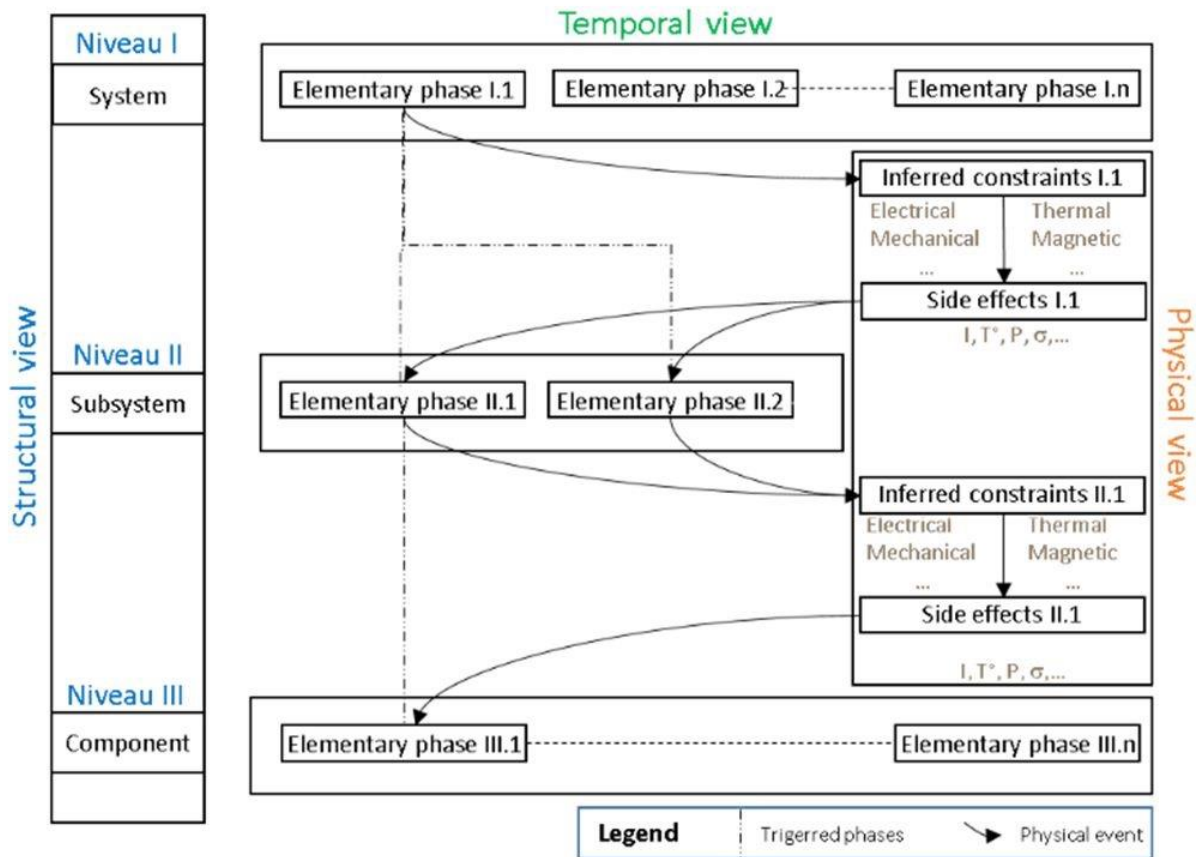 Temporal view
Niveau I
System
Elementary phase I.1
Elementary phase I.2
Elementary phase I.n
Inferred constraints I.1
Electrical
Thermal
Mechanical
Magnetic
...
...
Side effects I.1
I, T°, P, σ,...
Structural view
Physical view
Niveau II
Subsystem
Elementary phase II.1
Elementary phase II.2
Inferred constraints II.1
Electrical
Thermal
Mechanical
Magnetic
...
...
Side effects II.1
I, T°, P, σ,...
Niveau III
Component
Elementary phase III.1
Elementary phase III.n
Legend
Trigerred phases
Physical event